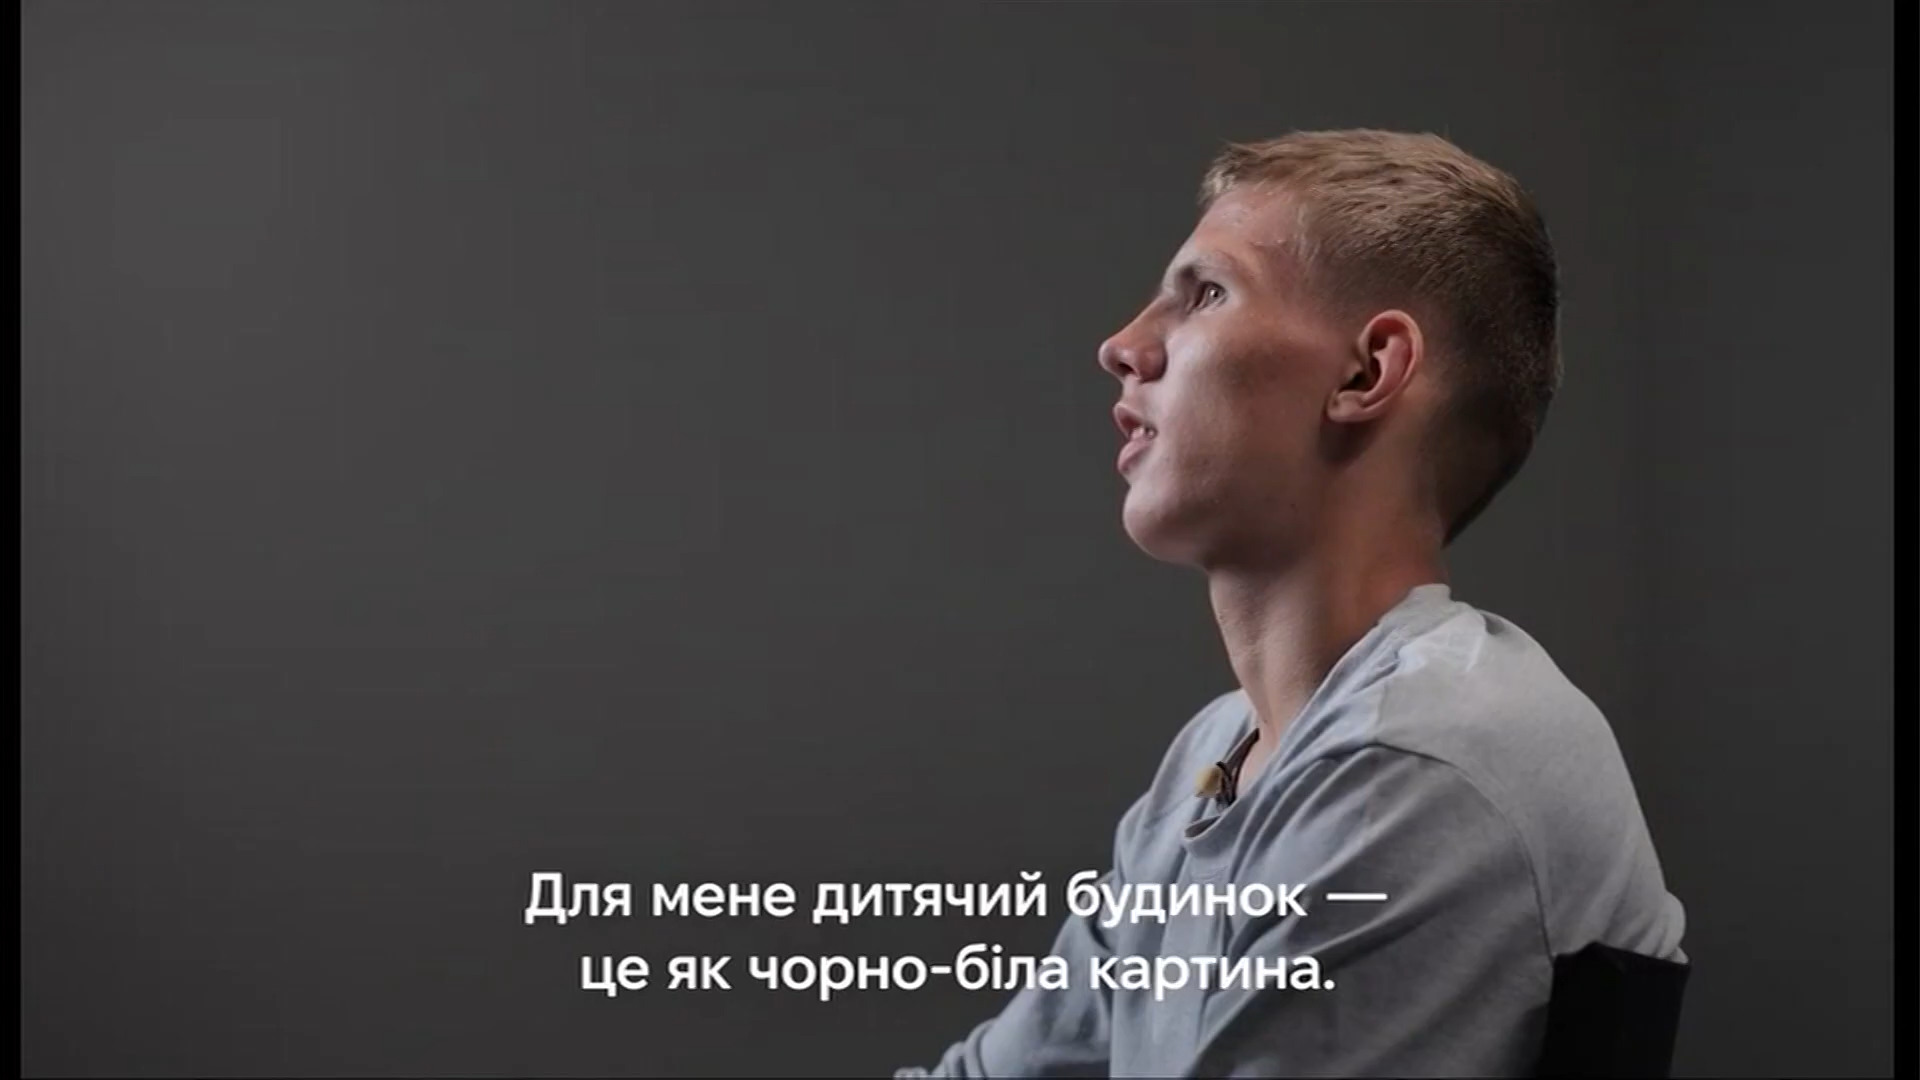 Для мене дитячий будинок —
це як чорно-біла картина.